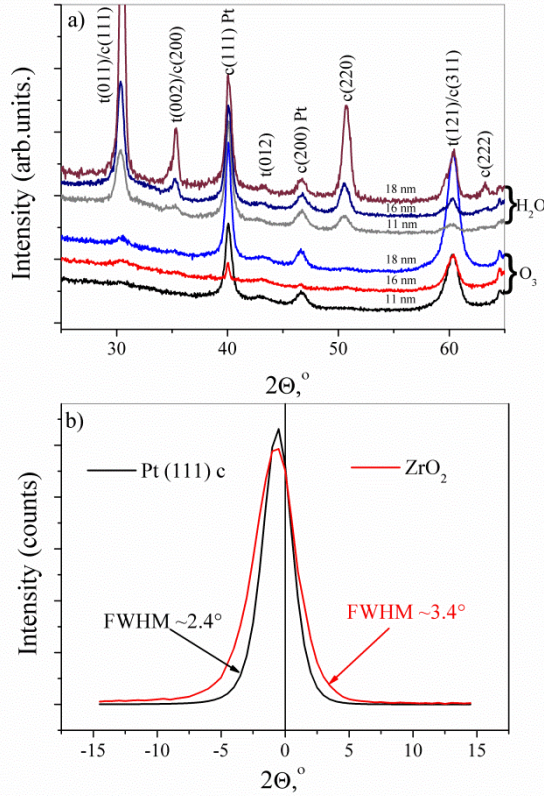 a)
Intensity (arb.units.)
t(011)/c(111)
t(002)/c(200)
c(111) Pt
t(012)
c(200) Pt
c(220)
t(121)/c(311)
c(222)
18 nm
16 nm
11 nm
H2O
18 nm
16 nm
11 nm
O3
30 40 50 60
2Θ,°
b)
Intensity (counts)
Pt (111) c
ZrO2
FWHM ~2.4°
FWHM ~3.4°
-15 -10 -5 0 5 10 15
2Θ,°